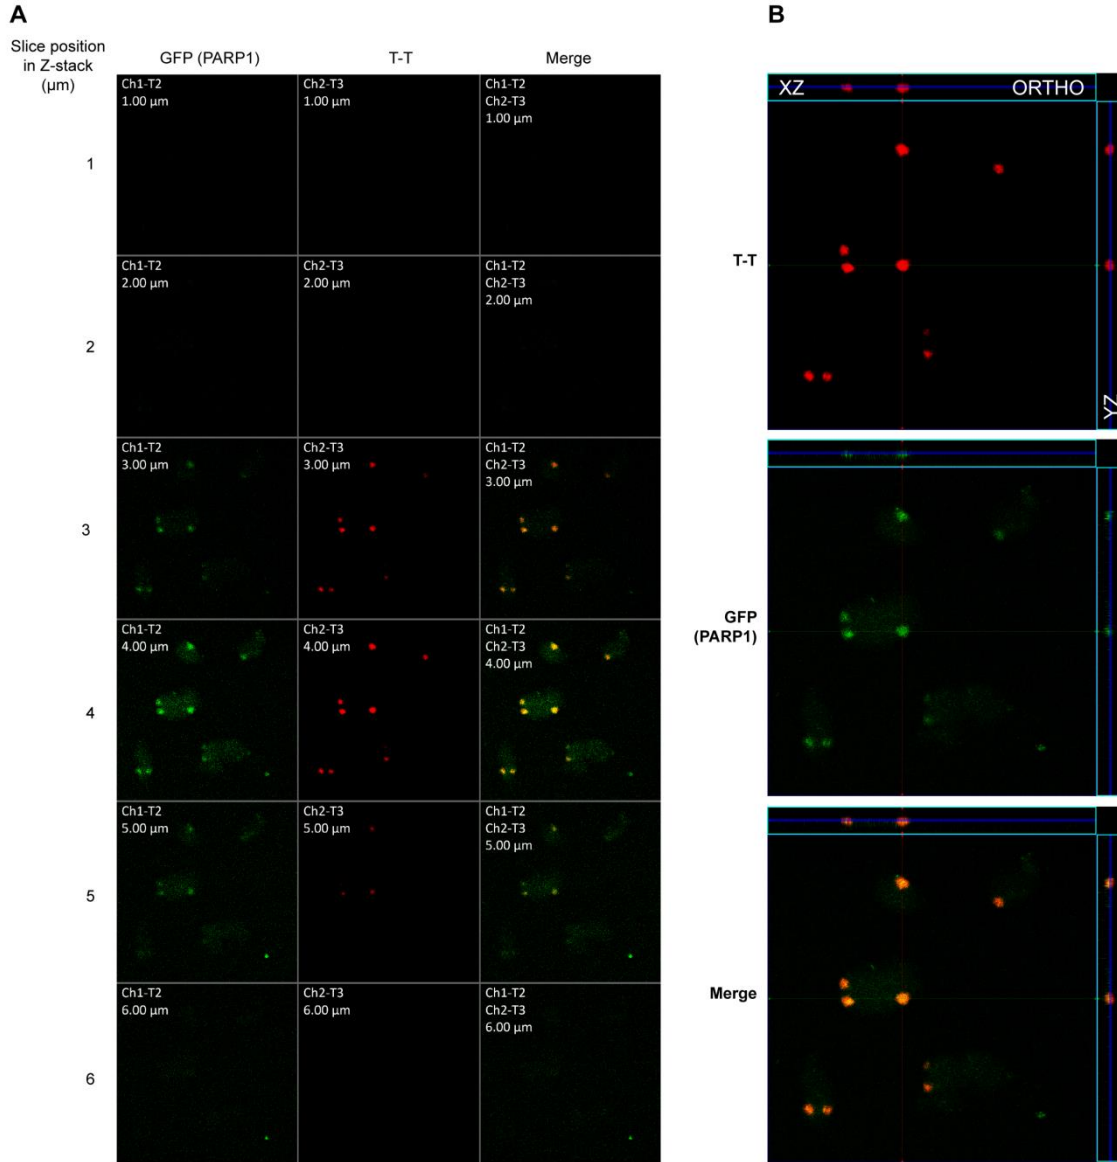 A
B
Slice position
in Z-stack
(µm)
GFP (PARP1)
T-T
Merge
1
Ch1-T2
1.00 µm
Ch2-T3
1.00 µm
Ch1-T2
Ch2-T3
1.00 µm
2
Ch1-T2
2.00 µm
Ch2-T3
2.00 µm
Ch1-T2
Ch2-T3
2.00 µm
3
Ch1-T2
3.00 µm
Ch2-T3
3.00 µm
Ch1-T2
Ch2-T3
3.00 µm
4
Ch1-T2
4.00 µm
Ch2-T3
4.00 µm
Ch1-T2
Ch2-T3
4.00 µm
5
Ch1-T2
5.00 µm
Ch2-T3
5.00 µm
Ch1-T2
Ch2-T3
5.00 µm
6
Ch1-T2
6.00 µm
Ch2-T3
6.00 µm
Ch1-T2
Ch2-T3
6.00 µm
XZ
ORTHO
T-T
YZ
GFP
(PARP1)
Merge